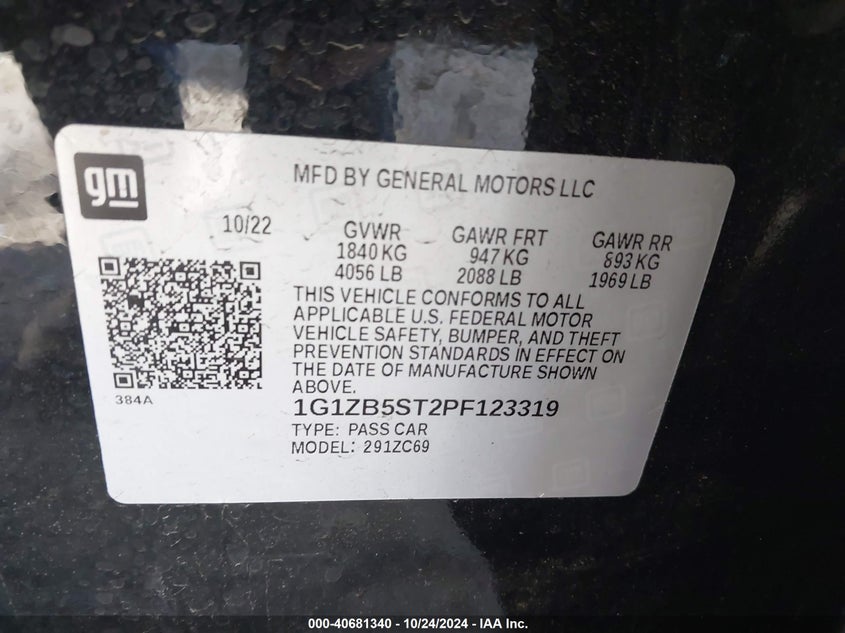 gm
MFD BY GENERAL MOTORS LLC
10/22
GVWR
1840 KG
4056 LB
GAWR FRT
947 KG
2088 LB
GAWR RR
893 KG
1969 LB
THIS VEHICLE CONFORMS TO ALL
APPLICABLE U.S. FEDERAL MOTOR
VEHICLE SAFETY, BUMPER, AND THEFT
PREVENTION STANDARDS IN EFFECT ON
THE DATE OF MANUFACTURE SHOWN
ABOVE.
384A
1G1ZB5ST2PF123319
TYPE: PASS CAR
MODEL: 291ZC69
000-40681340 - 10/24/2024 - IAA Inc.